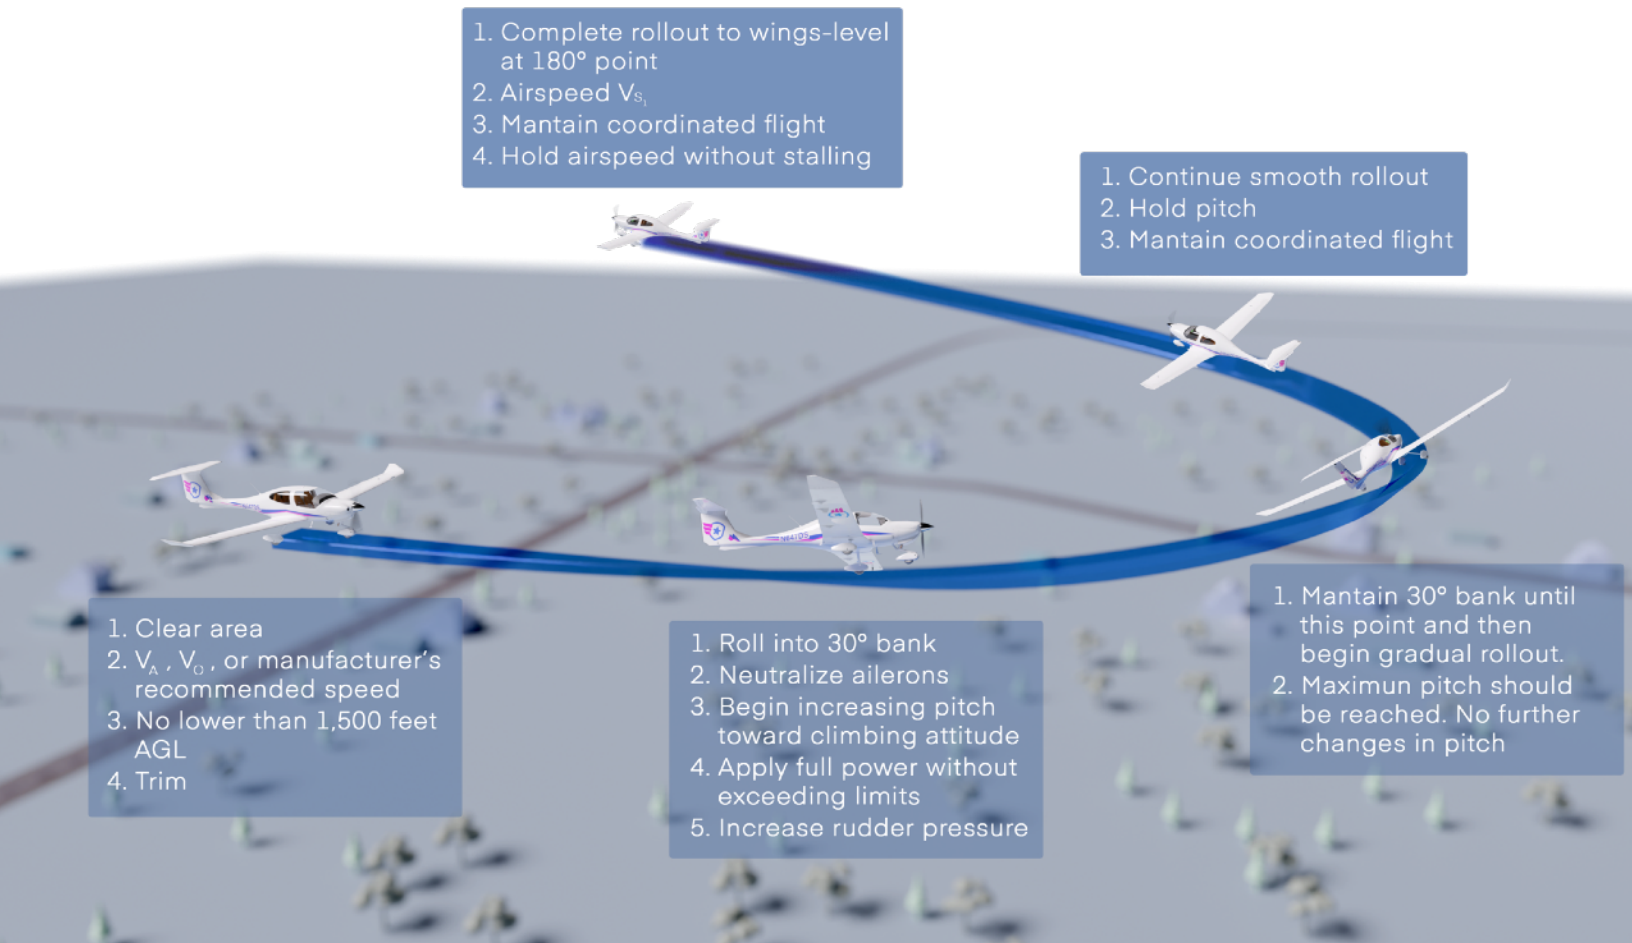 1. Complete rollout to wings-level
at 180° point
2. Airspeed Vs₁
3. Mantain coordinated flight
4. Hold airspeed without stalling
1. Continue smooth rollout
2. Hold pitch
3. Mantain coordinated flight
1. Clear area
2. VA, VO, or manufacturer's
recommended speed
3. No lower than 1,500 feet
AGL
4. Trim
1. Roll into 30° bank
2. Neutralize ailerons
3. Begin increasing pitch
toward climbing attitude
4. Apply full power without
exceeding limits
5. Increase rudder pressure
1. Mantain 30° bank until
this point and then
begin gradual rollout.
2. Maximun pitch should
be reached. No further
changes in pitch